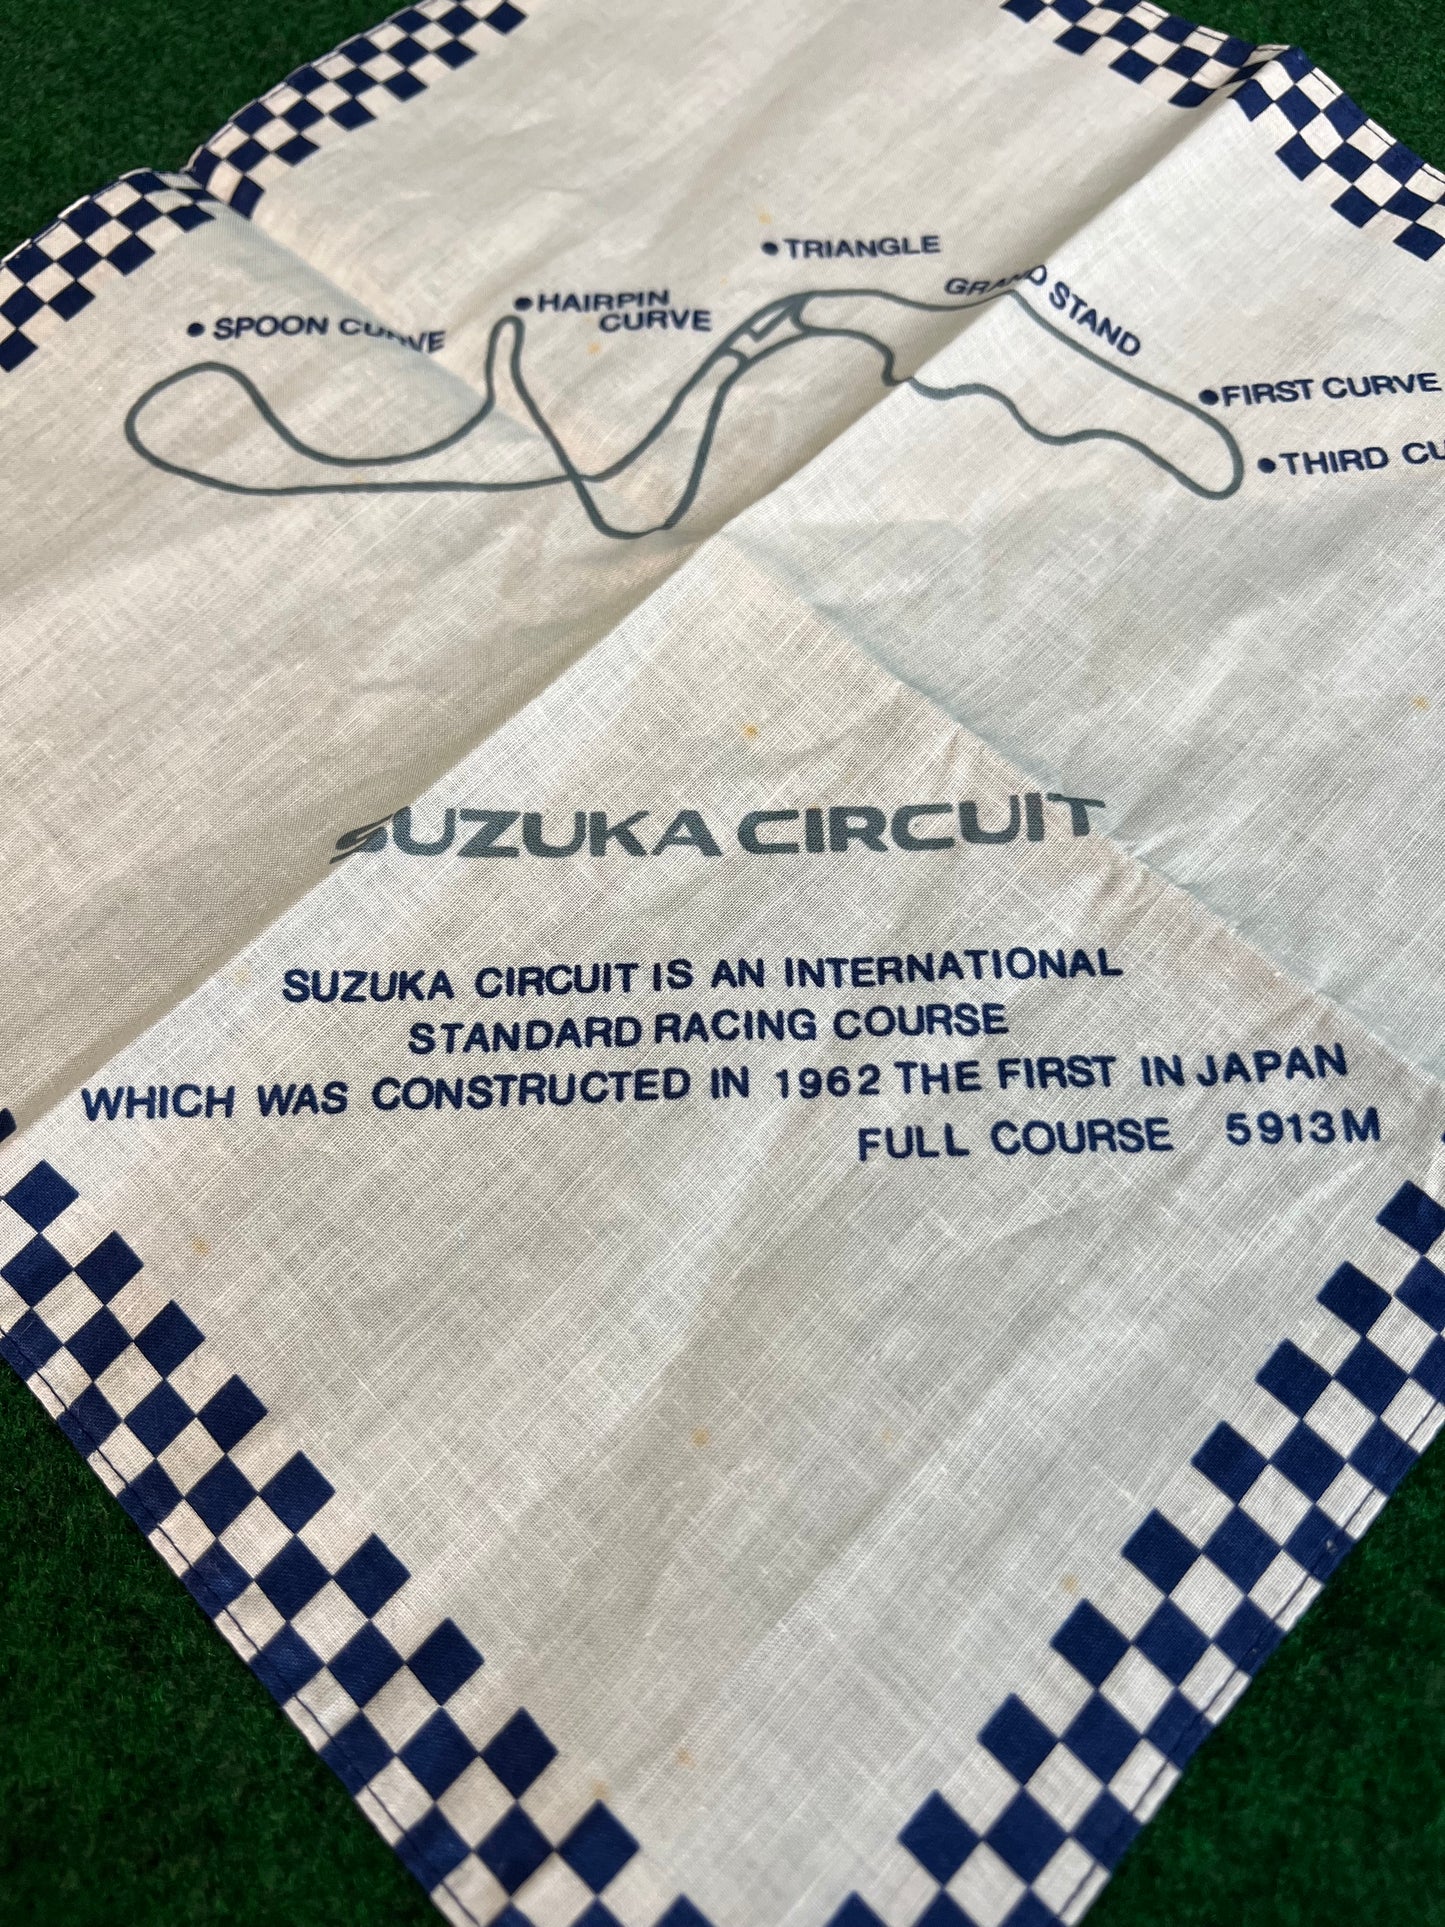 •TRIANGLE
GRAND STAND
•SPOON CURVE
•HAIRPIN
CURVE
•FIRST CURVE
•THIRD
SUZUKA CIRCUIT
SUZUKA CIRCUIT IS AN INTERNATIONAL
STANDARD RACING COURSE
WHICH WAS CONSTRUCTED IN 1962 THE FIRST IN JAPAN
FULL COURSE 5913M